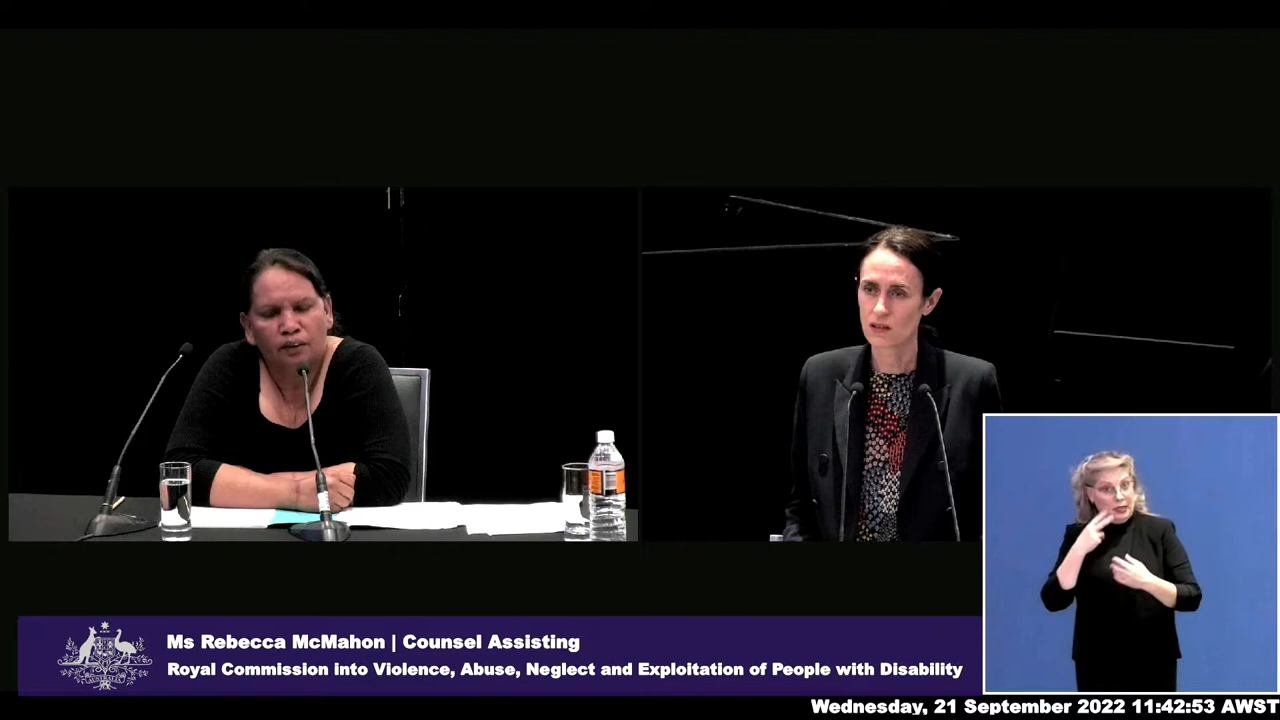 Ms Rebecca McMahon | Counsel Assisting
Royal Commission into Violence, Abuse, Neglect and Exploitation of People with Disability
Wednesday, 21 September 2022 11:42:53 AWST